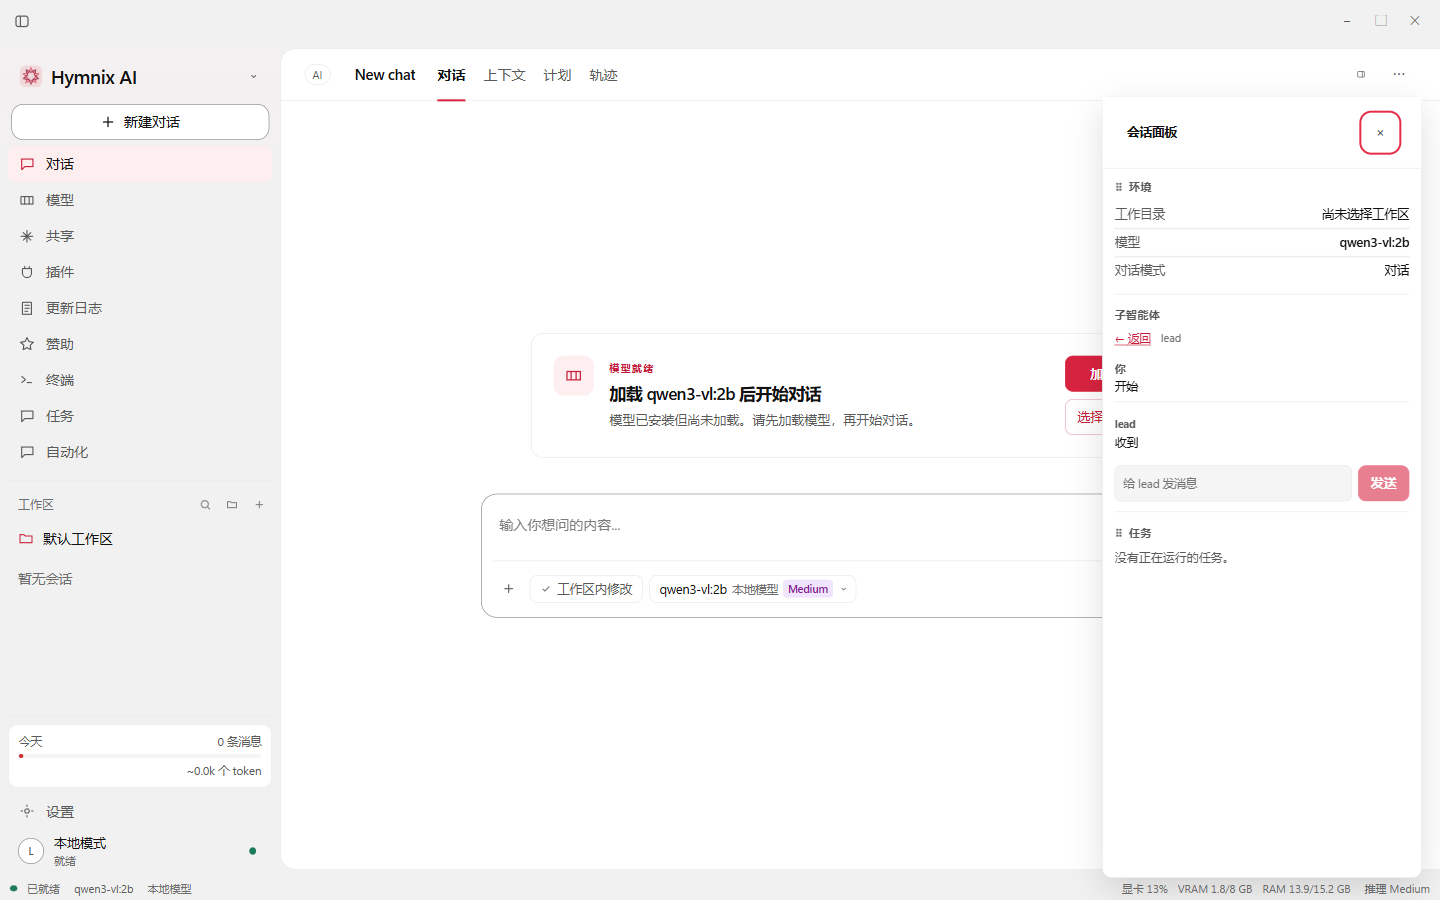 Hymnix AI
新建对话
对话
模型
共享
插件
更新日志
赞助
终端
任务
自动化
工作区
默认工作区
暂无会话
今天 0 条消息
~0.0k 个 token
设置
L 本地模式
就绪
AI New chat 对话 上下文 计划 轨迹
模型就绪
加载 qwen3-vl:2b 后开始对话
模型已安装但尚未加载。请先加载模型，再开始对话。
加
选择
输入你想问的内容...
工作区内修改 qwen3-vl:2b 本地模型 Medium
会话面板
环境
工作目录 尚未选择工作区
模型 qwen3-vl:2b
对话模式 对话
子智能体
← 返回 lead
你
开始
lead
收到
给 lead 发消息 发送
任务
没有正在运行的任务。
已就绪 qwen3-vl:2b 本地模型 显卡 13% VRAM 1.8/8 GB RAM 13.9/15.2 GB 推理 Medium